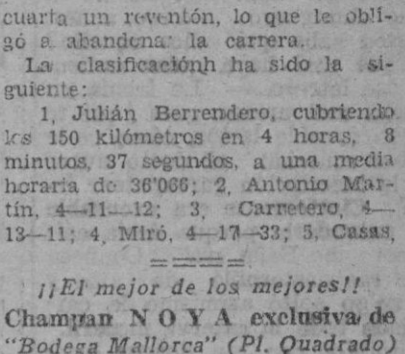 cuarta un reventón, lo que le obli-
gó a abandonar la carrera.
La clasificaciónh ha sido la si-
guiente:
1, Julián Berrendero, cubriendo
los 150 kilómetros en 4 horas, 8
minutos, 37 segundos, a una media
horaria de 36'066; 2, Antonio Mar-
tín, 4—11—12; 3, Carretero, 4—
13—11; 4, Miró, 4—17—33; 5, Casas,
====
¡¡El mejor de los mejores!!
Champan NOYA exclusiva de
"Bodega Mallorca" (Pl. Quadrado)